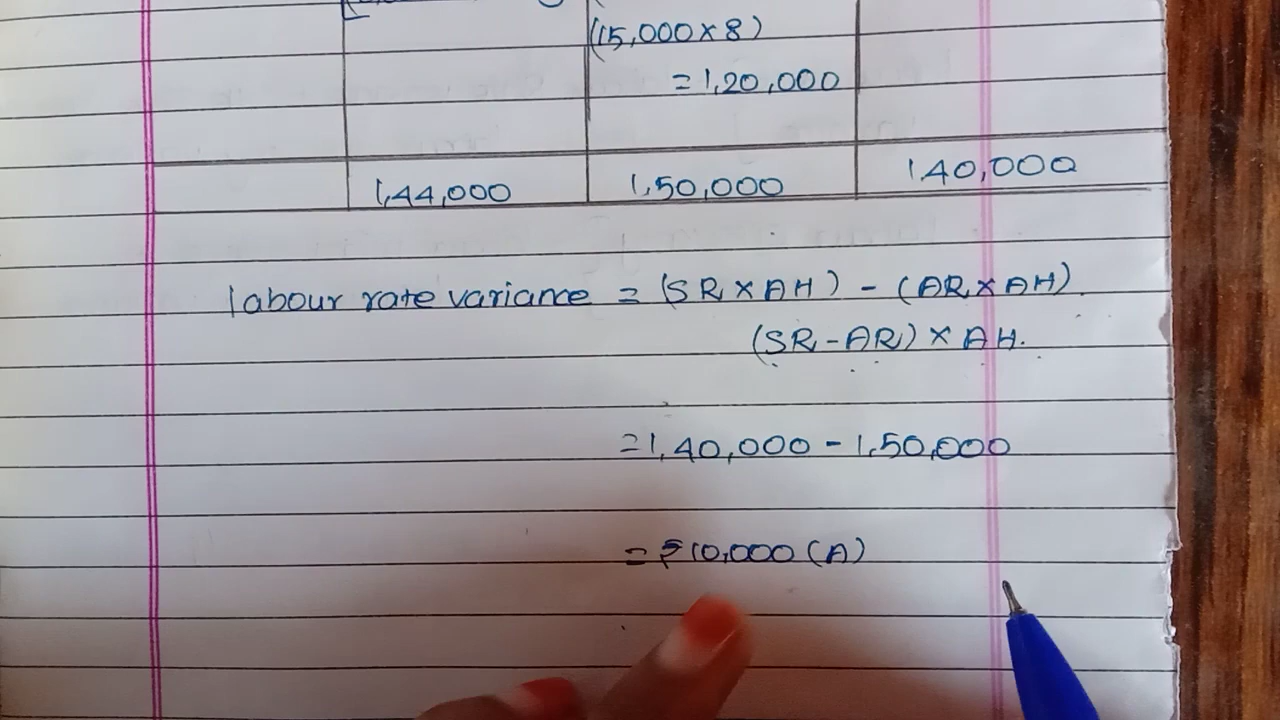 (15,000 x 8)
= 1,20,000
1,44,000 1,50,000 1,40,000
labour rate variance = (SR X AH) - (AR X AH)
(SR - AR) X AH.
= 1,40,000 - 1,50,000
= ₹10,000 (A)